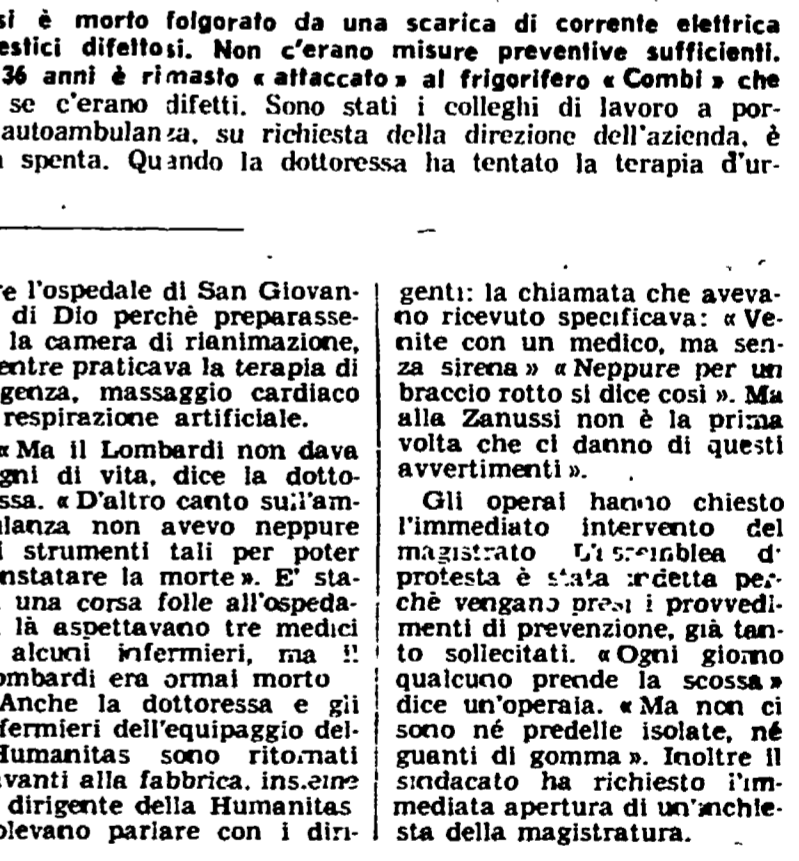 si è morto folgorato da una scarica di corrente elettrica
estici difettosi. Non c'erano misure preventive sufficienti.
36 anni è rimasto « attaccato » al frigorifero « Combi » che
se c'erano difetti. Sono stati i colleghi di lavoro a por-
autoambulanza, su richiesta della direzione dell'azienda, è
spenta. Quando la dottoressa ha tentato la terapia d'ur-
re l'ospedale di San Giovan-
di Dio perchè preparasse-
la camera di rianimazione,
entre praticava la terapia di
genza, massaggio cardiaco
respirazione artificiale.
« Ma il Lombardi non dava
gni di vita, dice la dotto-
ssa. « D'altro canto sull'am-
ulanza non avevo neppure
i strumenti tali per poter
nstatare la morte ». E' sta-
una corsa folle all'ospeda-
là aspettavano tre medici
alcuni infermieri, ma il
ombardi era ormai morto
Anche la dottoressa e gli
fermieri dell'equipaggio del-
Humanitas sono ritornati
avanti alla fabbrica, insieme
dirigente della Humanitas
olevano parlare con i diri-
genti: la chiamata che aveva-
no ricevuto specificava: « Ve-
nite con un medico, ma sen-
za sirena » « Neppure per un
braccio rotto si dice così ». Ma
alla Zanussi non è la prima
volta che ci danno di questi
avvertimenti ».
Gli operai hanno chiesto
l'immediato intervento del
magistrato L'assemblea di
protesta è stata indetta per-
chè vengano presi i provvedi-
menti di prevenzione, già tan-
to sollecitati. « Ogni giorno
qualcuno prende la scossa »
dice un'operaia. « Ma non ci
sono né predelle isolate, né
guanti di gomma ». Inoltre il
sindacato ha richiesto l'im-
mediata apertura di un'inchie-
sta della magistratura.